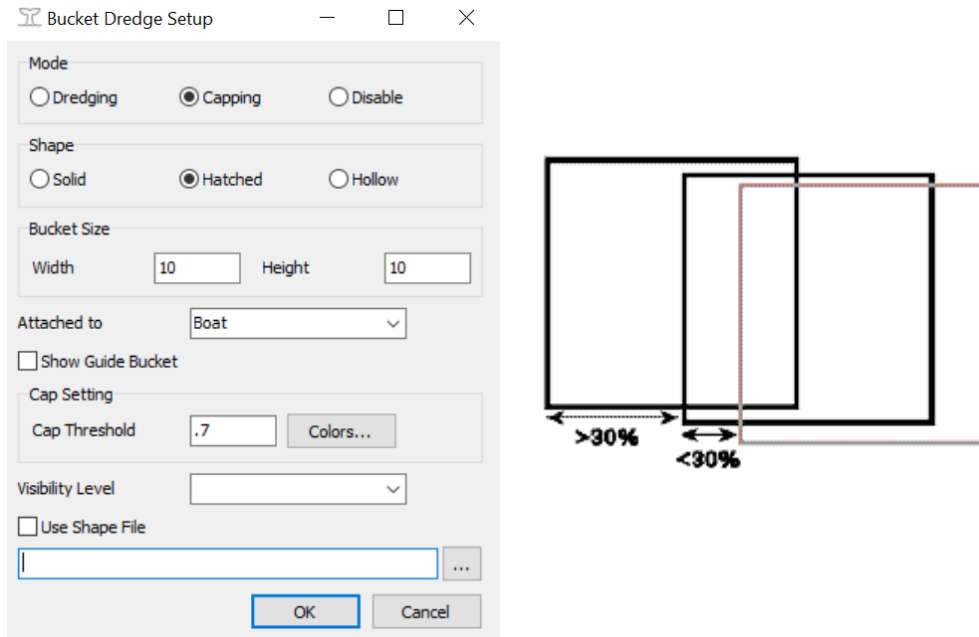 Bucket Dredge Setup
Mode
Dredging Capping Disable
Shape
Solid Hatched Hollow
Bucket Size
Width 10 Height 10
Attached to Boat
Show Guide Bucket
Cap Setting
Cap Threshold .7 Colors...
Visibility Level
Use Shape File
...
OK Cancel
>30%
<30%